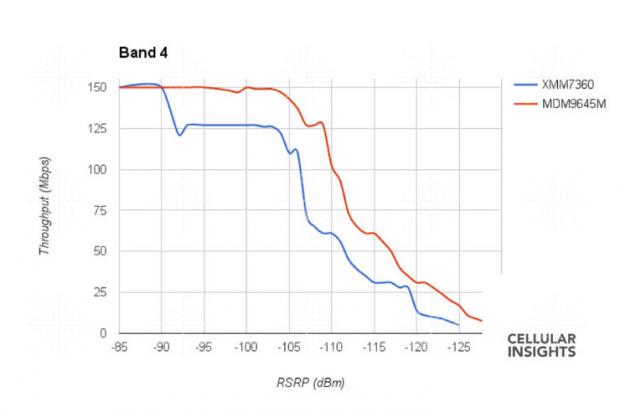 Band 4
XMM7360
MDM9645M
Throughput (Mbps)
150
125
100
75
50
25
0
-85 -90 -95 -100 -105 -110 -115 -120 -125
RSRP (dBm)
CELLULAR
INSIGHTS